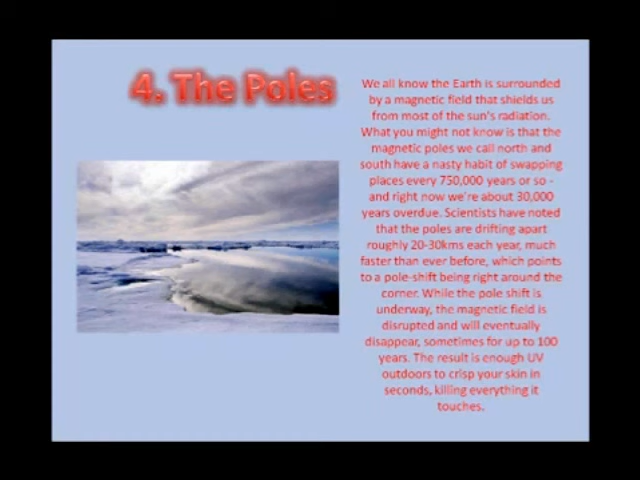 4. The Poles
We all know the Earth is surrounded
by a magnetic field that shields us
from most of the sun's radiation.
What you might not know is that the
magnetic poles we call north and
south have a nasty habit of swapping
places every 750,000 years or so -
and right now we're about 30,000
years overdue. Scientists have noted
that the poles are drifting apart
roughly 20-30kms each year, much
faster than ever before, which points
to a pole-shift being right around the
corner. While the pole shift is
underway, the magnetic field is
disrupted and will eventually
disappear, sometimes for up to 100
years. The result is enough UV
outdoors to crisp your skin in
seconds, killing everything it
touches.